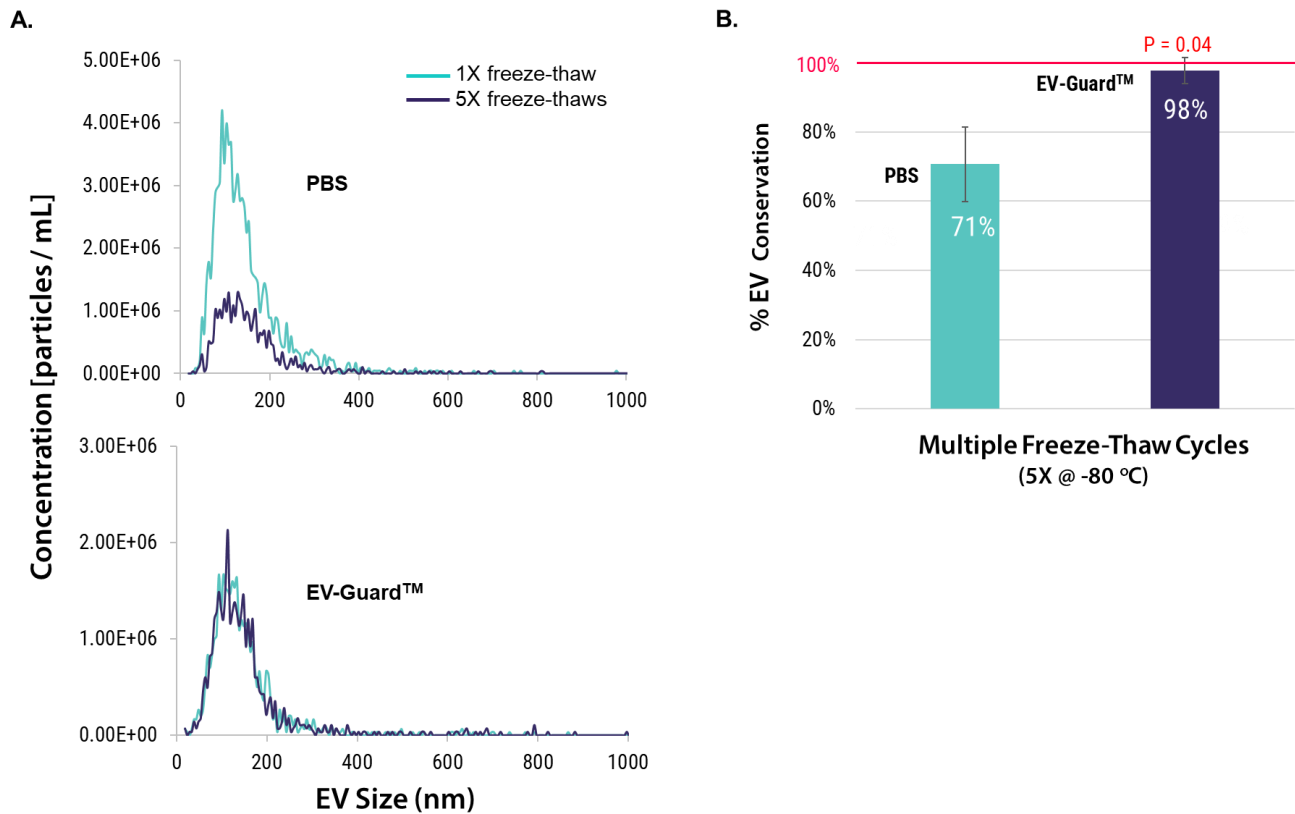 A.
5.00E+06
4.00E+06
3.00E+06
2.00E+06
1.00E+06
0.00E+00
0 200 400 600 800 1000
1X freeze-thaw
5X freeze-thaws
PBS
Concentration [particles / mL]
3.00E+06
2.00E+06
1.00E+06
0.00E+00
0 200 400 600 800 1000
EV-Guard™
EV Size (nm)
B.
P = 0.04
100%
80%
60%
40%
20%
0%
% EV Conservation
PBS
71%
EV-Guard™
98%
Multiple Freeze-Thaw Cycles
(5X @ -80 ºC)